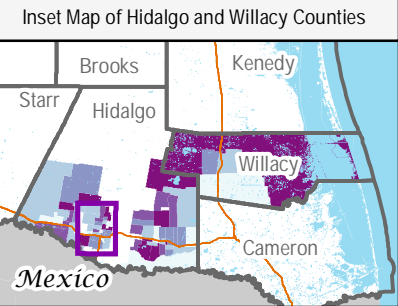 Inset Map of Hidalgo and Willacy Counties
Brooks
Kenedy
Starr
Hidalgo
Willacy
Cameron
Mexico